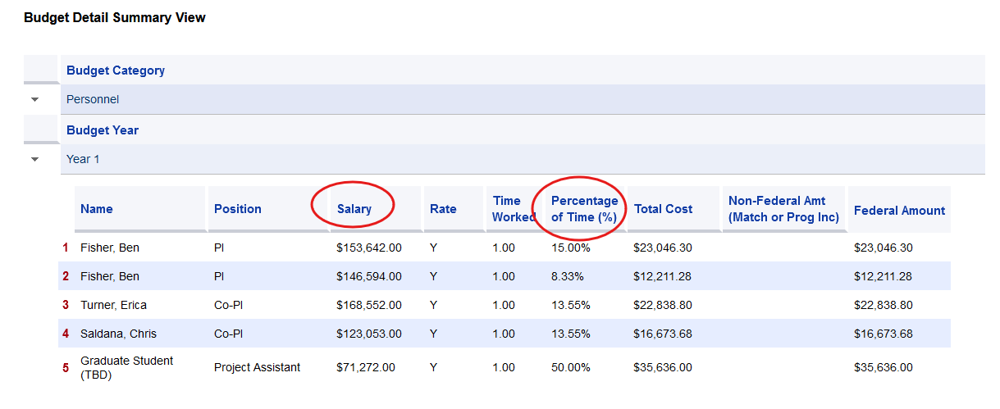 Budget Detail Summary View
Budget Category
Personnel
Budget Year
Year 1
Name Position Salary Rate Time Worked Percentage of Time (%) Total Cost Non-Federal Amt (Match or Prog Inc) Federal Amount
1 Fisher, Ben PI $153,642.00 Y 1.00 15.00% $23,046.30 $23,046.30
2 Fisher, Ben PI $146,594.00 Y 1.00 8.33% $12,211.28 $12,211.28
3 Turner, Erica Co-PI $168,552.00 Y 1.00 13.55% $22,838.80 $22,838.80
4 Saldana, Chris Co-PI $123,053.00 Y 1.00 13.55% $16,673.68 $16,673.68
5 Graduate Student (TBD) Project Assistant $71,272.00 Y 1.00 50.00% $35,636.00 $35,636.00